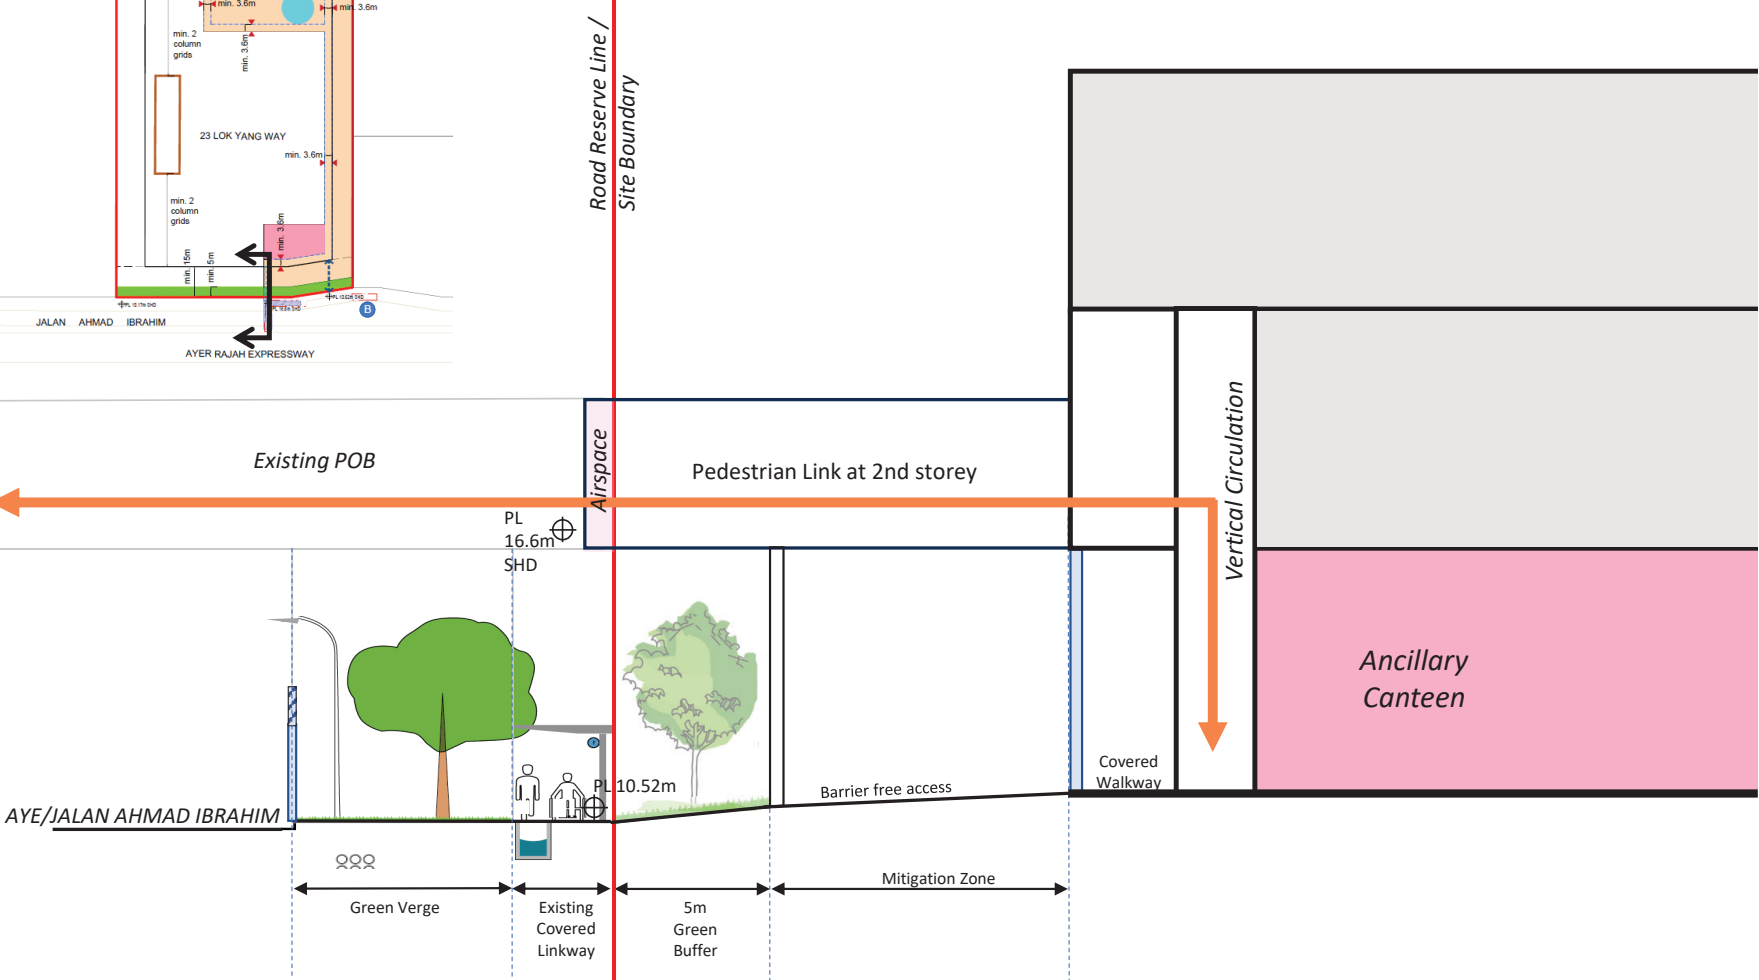 min. 3.6m
min. 3.6m
min. 2
column
grids
min. 3.6m
23 LOK YANG WAY
min. 3.6m
min. 2
column
grids
min. 3.6m
min. 15m
min. 5m
B
JALAN AHMAD IBRAHIM
AYER RAJAH EXPRESSWAY
Road Reserve Line /
Site Boundary
Existing POB
Airspace
Pedestrian Link at 2nd storey
Vertical Circulation
PL
16.6m
SHD
Ancillary
Canteen
PL 10.52m
Barrier free access
Covered
Walkway
AYE/JALAN AHMAD IBRAHIM
Mitigation Zone
Green Verge
Existing
Covered
Linkway
5m
Green
Buffer